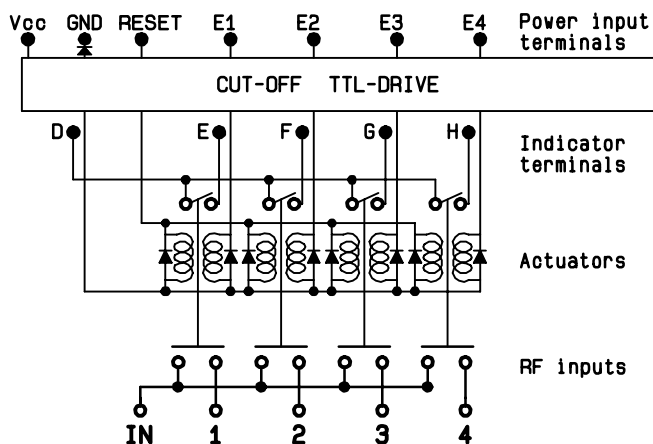 Vcc GND RESET E1 E2 E3 E4 Power input
terminals
CUT-OFF TTL-DRIVE
D E F G H Indicator
terminals
Actuators
RF inputs
IN 1 2 3 4